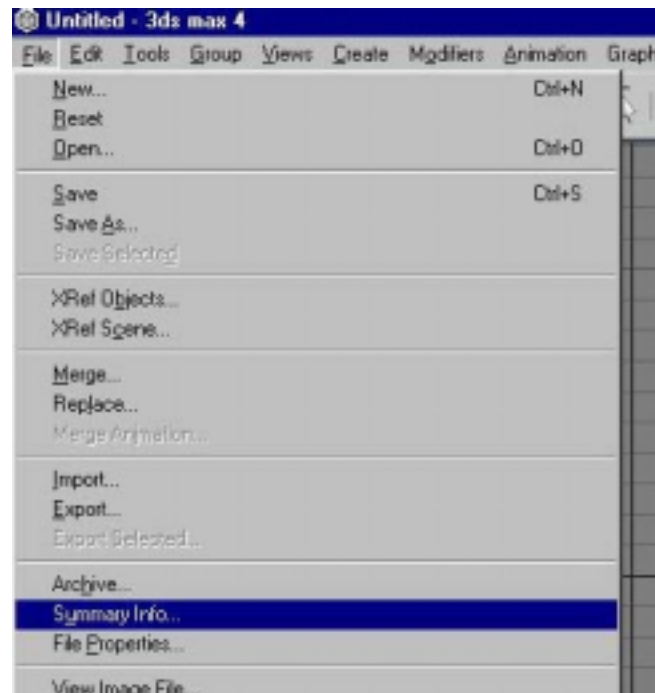 Untitled - 3ds max 4
File Edit Tools Group Views Create Modifiers Animation Graph
New... Ctrl+N
Reset
Open... Ctrl+O
Save Ctrl+S
Save As...
Save Selected
XRef Objects...
XRef Scene...
Merge...
Replace...
Merge Animation...
Import...
Export...
Export Selected...
Archive...
Summary Info...
File Properties...
View Image File...